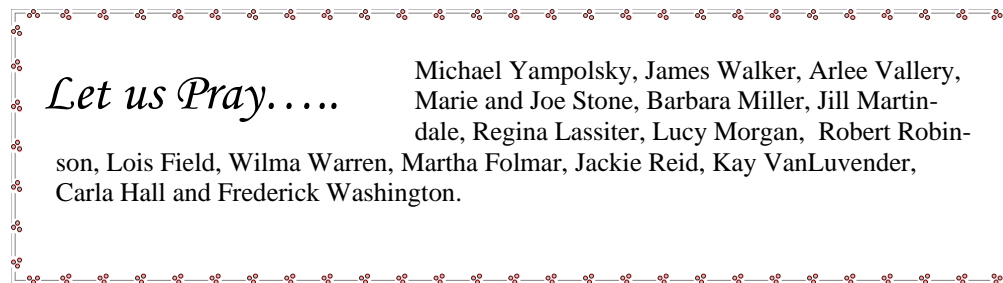 Let us Pray…..
Michael Yampolsky, James Walker, Arlee Vallery,
Marie and Joe Stone, Barbara Miller, Jill Martin-
dale, Regina Lassiter, Lucy Morgan,  Robert Robin-
son, Lois Field, Wilma Warren, Martha Folmar, Jackie Reid, Kay VanLuvender,
Carla Hall and Frederick Washington.